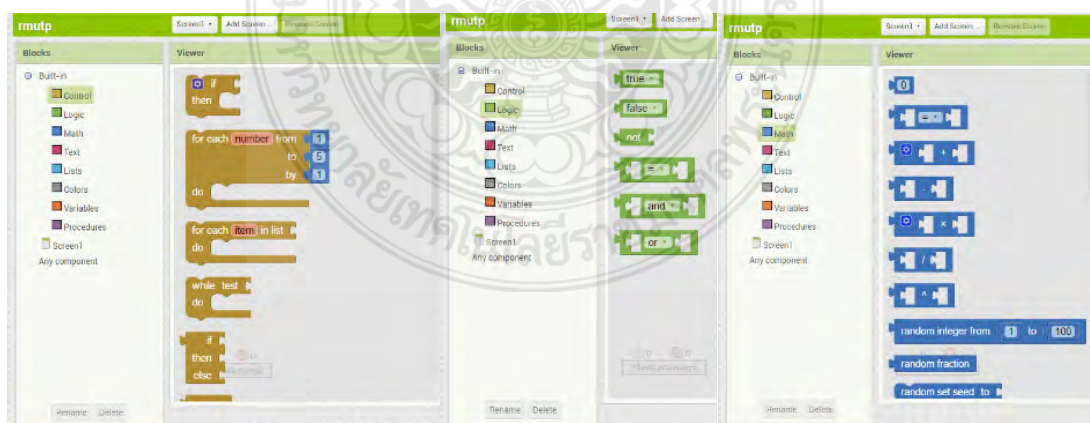 rmutp
Screen1
Add Screen ...
Remove Screen
Blocks
Viewer
Built-in
Control
Logic
Math
Text
Lists
Colors
Variables
Procedures
Screen1
Any component
Rename
Delete
if
then
for each number from 1
to 5
by 1
do
for each item in list
do
while test
do
if
then
else
rmutp
Screen1
Add Screen ...
Blocks
Viewer
Built-in
Control
Logic
Math
Text
Lists
Colors
Variables
Procedures
Screen1
Any component
Rename
Delete
true
false
not
=
and
or
0
0
rmutp
Screen1
Add Screen ...
Remove Screen
Blocks
Viewer
Built-in
Control
Logic
Math
Text
Lists
Colors
Variables
Procedures
Screen1
Any component
Rename
Delete
0
=
+
-
×
/
^
random integer from 1 to 100
random fraction
random set seed to